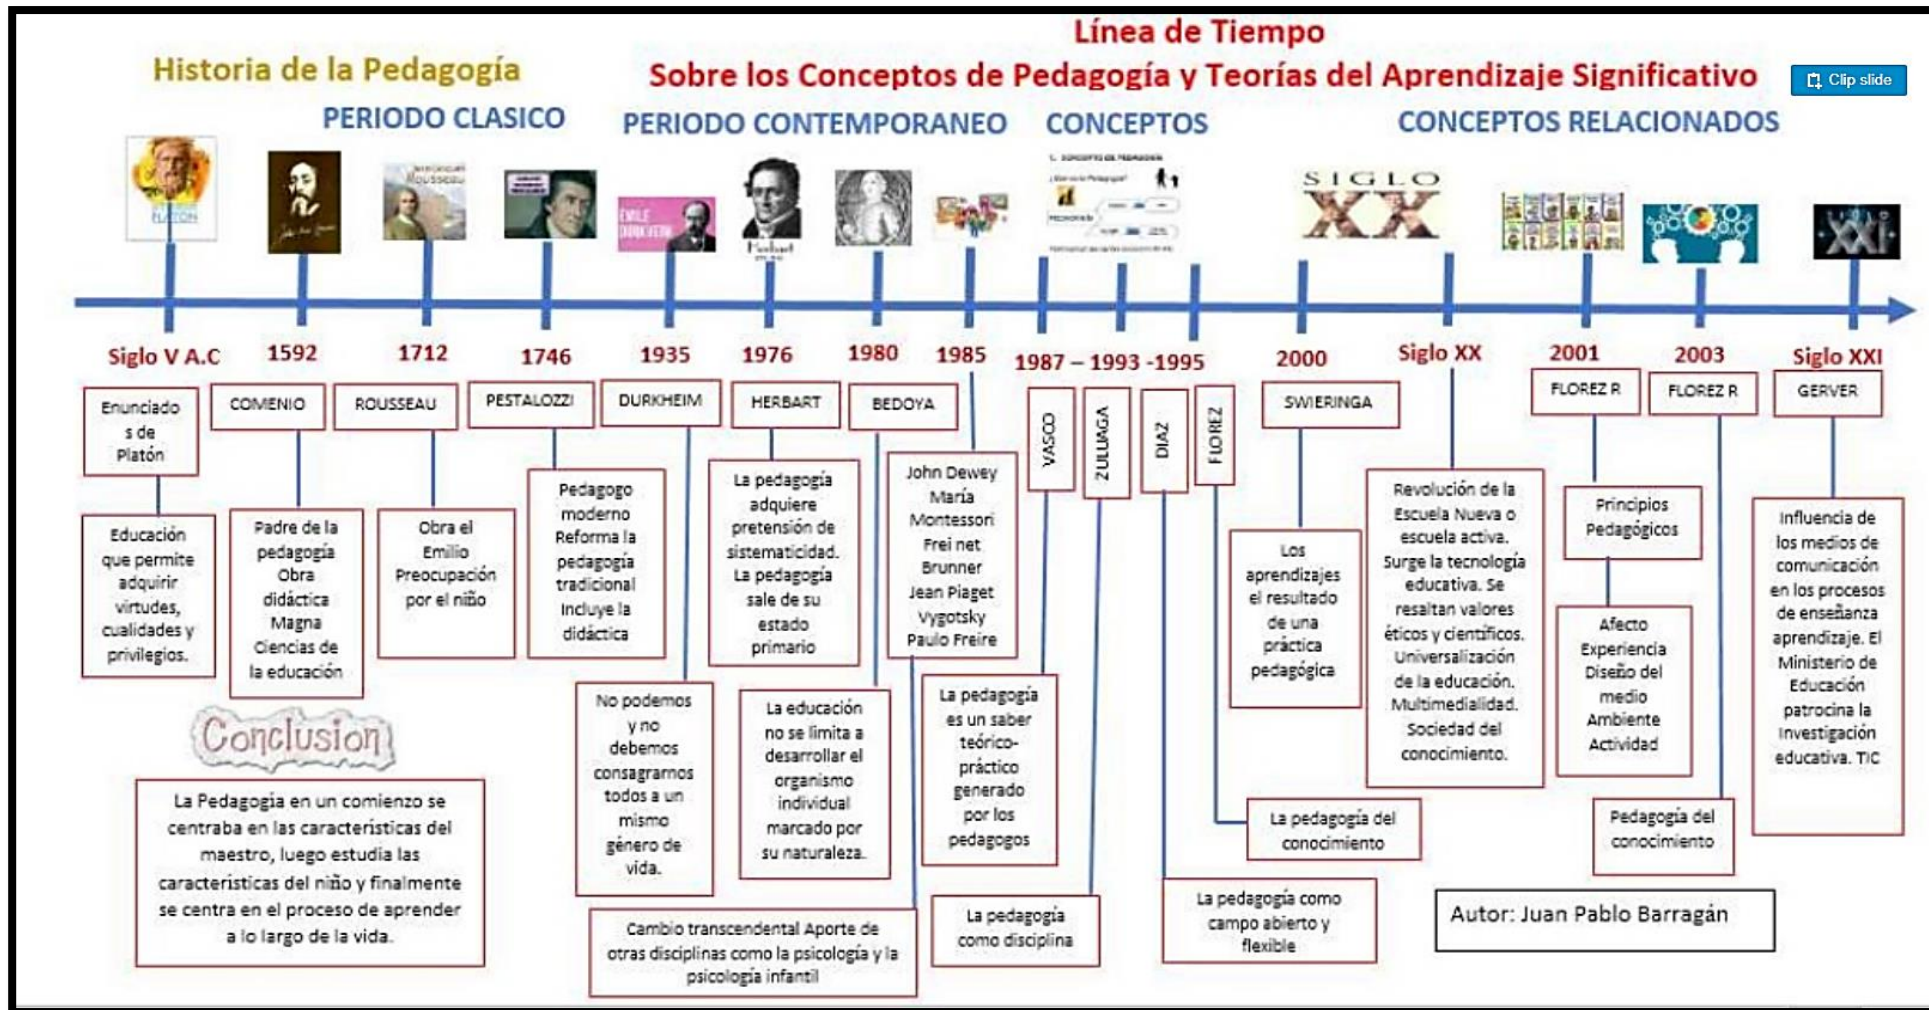 Línea de Tiempo
Historia de la Pedagogía
Sobre los Conceptos de Pedagogía y Teorías del Aprendizaje Significativo
Clip slide
PERIODO CLASICO
PERIODO CONTEMPORANEO
CONCEPTOS
CONCEPTOS RELACIONADOS
PLATON
ROUSSEAU
EMILE
DURKHEIM
Herbart
1. CONCEPTO DE PEDAGOGÍA
SIGLO
XX
SIGLO
XXI
Siglo V A.C
1592
1712
1746
1935
1976
1980
1985
1987 – 1993 -1995
2000
Siglo XX
2001
2003
Siglo XXI
Enunciado
s de
Platón
Educación
que permite
adquirir
virtudes,
cualidades y
privilegios.
COMENIO
Padre de la
pedagogía
Obra
didáctica
Magna
Ciencias de
la educación
ROUSSEAU
Obra el
Emilio
Preocupación
por el niño
PESTALOZZI
Pedagogo
moderno
Reforma la
pedagogía
tradicional
Incluye la
didáctica
DURKHEIM
No podemos
y no
debemos
consagrarnos
todos a un
mismo
género de
vida.
HERBART
La pedagogía
adquiere
pretensión de
sistematicidad.
La pedagogía
sale de su
estado
primario
BEDOYA
La educación
no se limita a
desarrollar el
organismo
individual
marcado por
su naturaleza.
John Dewey
María
Montessori
Frei net
Brunner
Jean Piaget
Vygotsky
Paulo Freire
Cambio transcendental Aporte de
otras disciplinas como la psicología y la
psicología infantil
VASCO
La pedagogía
es un saber
teórico-
práctico
generado
por los
pedagogos
ZULUAGA
La pedagogía
como disciplina
DIAZ
La pedagogía como
campo abierto y
flexible
FLOREZ
La pedagogía del
conocimiento
SWIERINGA
Los
aprendizajes
el resultado
de una
práctica
pedagógica
Revolución de la
Escuela Nueva o
escuela activa.
Surge la tecnología
educativa. Se
resaltan valores
éticos y científicos.
Universalización
de la educación.
Multimedialidad.
Sociedad del
conocimiento.
FLOREZ R
Principios
Pedagógicos
Afecto
Experiencia
Diseño del
medio
Ambiente
Actividad
FLOREZ R
Pedagogía del
conocimiento
GERVER
Influencia de
los medios de
comunicación
en los procesos
de enseñanza
aprendizaje. El
Ministerio de
Educación
patrocina la
Investigación
educativa. TIC
Conclusion
La Pedagogía en un comienzo se
centraba en las características del
maestro, luego estudia las
características del niño y finalmente
se centra en el proceso de aprender
a lo largo de la vida.
Autor: Juan Pablo Barragán